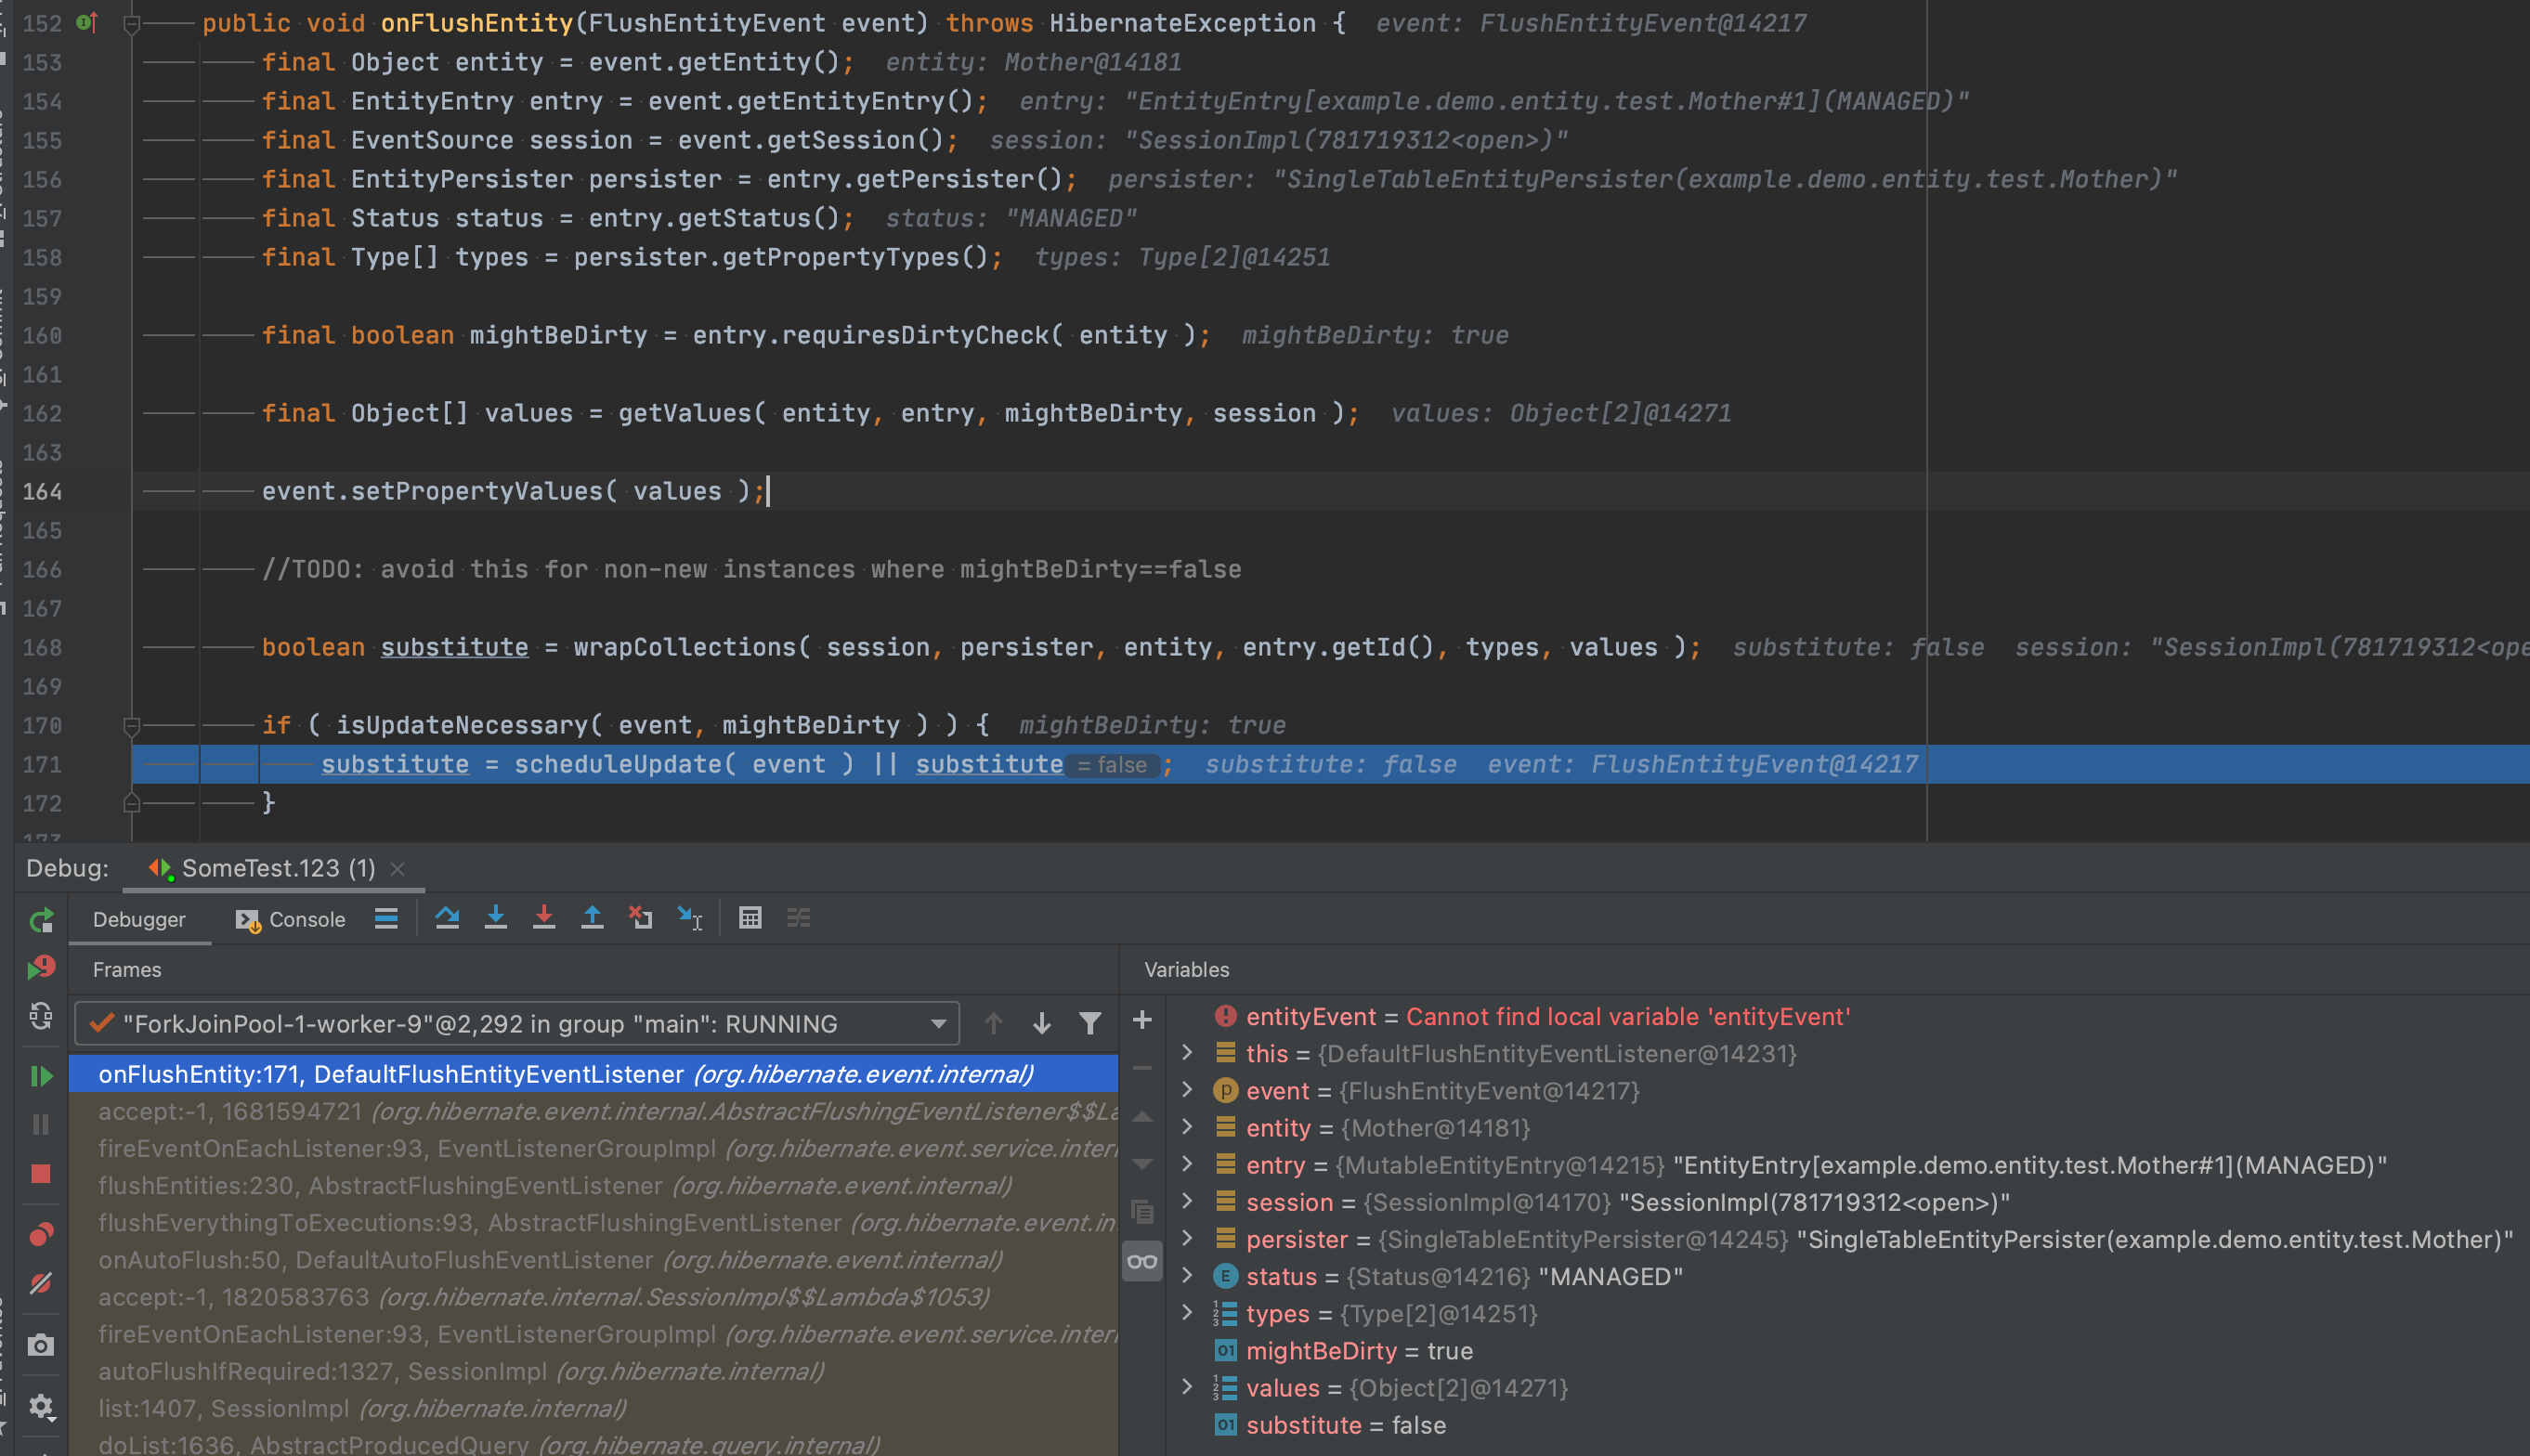 152 public void onFlushEntity(FlushEntityEvent event) throws HibernateException { event: FlushEntityEvent@14217
153 final Object entity = event.getEntity(); entity: Mother@14181
154 final EntityEntry entry = event.getEntityEntry(); entry: "EntityEntry[example.demo.entity.test.Mother#1](MANAGED)"
155 final EventSource session = event.getSession(); session: "SessionImpl(781719312<open>)"
156 final EntityPersister persister = entry.getPersister(); persister: "SingleTableEntityPersister(example.demo.entity.test.Mother)"
157 final Status status = entry.getStatus(); status: "MANAGED"
158 final Type[] types = persister.getPropertyTypes(); types: Type[2]@14251
159
160 final boolean mightBeDirty = entry.requiresDirtyCheck( entity ); mightBeDirty: true
161
162 final Object[] values = getValues( entity, entry, mightBeDirty, session ); values: Object[2]@14271
163
164 event.setPropertyValues( values );
165
166 //TODO: avoid this for non-new instances where mightBeDirty==false
167
168 boolean substitute = wrapCollections( session, persister, entity, entry.getId(), types, values ); substitute: false session: "SessionImpl(781719312<ope
169
170 if ( isUpdateNecessary( event, mightBeDirty ) ) { mightBeDirty: true
171 substitute = scheduleUpdate( event ) || substitute = false ; substitute: false event: FlushEntityEvent@14217
172 }
173
Debug: SomeTest.123 (1)
Debugger Console
Frames
"ForkJoinPool-1-worker-9"@2,292 in group "main": RUNNING
onFlushEntity:171, DefaultFlushEntityEventListener (org.hibernate.event.internal)
accept:-1, 1681594721 (org.hibernate.event.internal.AbstractFlushingEventListener$$La
fireEventOnEachListener:93, EventListenerGroupImpl (org.hibernate.event.service.intern
flushEntities:230, AbstractFlushingEventListener (org.hibernate.event.internal)
flushEverythingToExecutions:93, AbstractFlushingEventListener (org.hibernate.event.in
onAutoFlush:50, DefaultAutoFlushEventListener (org.hibernate.event.internal)
accept:-1, 1820583763 (org.hibernate.internal.SessionImpl$$Lambda$1053)
fireEventOnEachListener:93, EventListenerGroupImpl (org.hibernate.event.service.intern
autoFlushIfRequired:1327, SessionImpl (org.hibernate.internal)
list:1407, SessionImpl (org.hibernate.internal)
doList:1636, AbstractProducedQuery (org.hibernate.query.internal)
Variables
entityEvent = Cannot find local variable 'entityEvent'
this = {DefaultFlushEntityEventListener@14231}
event = {FlushEntityEvent@14217}
entity = {Mother@14181}
entry = {MutableEntityEntry@14215} "EntityEntry[example.demo.entity.test.Mother#1](MANAGED)"
session = {SessionImpl@14170} "SessionImpl(781719312<open>)"
persister = {SingleTableEntityPersister@14245} "SingleTableEntityPersister(example.demo.entity.test.Mother)"
status = {Status@14216} "MANAGED"
types = {Type[2]@14251}
mightBeDirty = true
values = {Object[2]@14271}
substitute = false